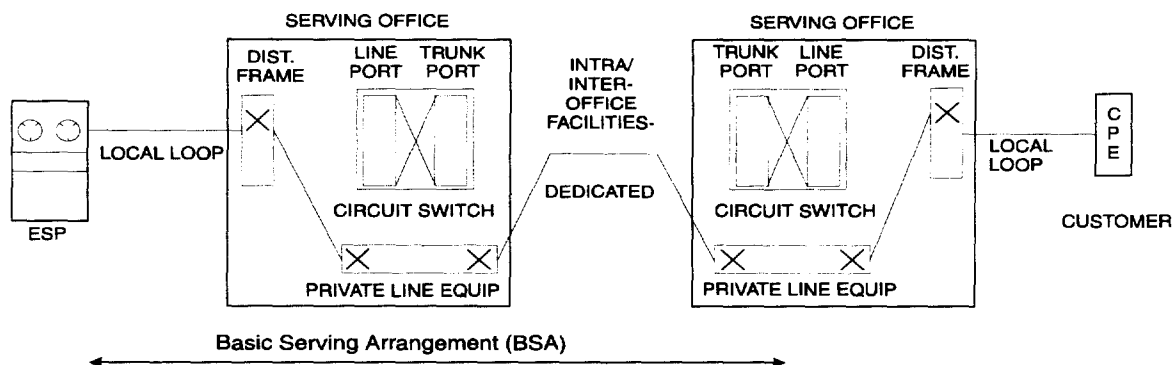 SERVING OFFICE
DIST.
FRAME
LINE
PORT
TRUNK
PORT
LOCAL LOOP
ESP
CIRCUIT SWITCH
PRIVATE LINE EQUIP
INTRA/
INTER-
OFFICE
FACILITIES-
DEDICATED
SERVING OFFICE
TRUNK
PORT
LINE
PORT
DIST.
FRAME
CIRCUIT SWITCH
PRIVATE LINE EQUIP
LOCAL
LOOP
C
P
E
CUSTOMER
Basic Serving Arrangement (BSA)